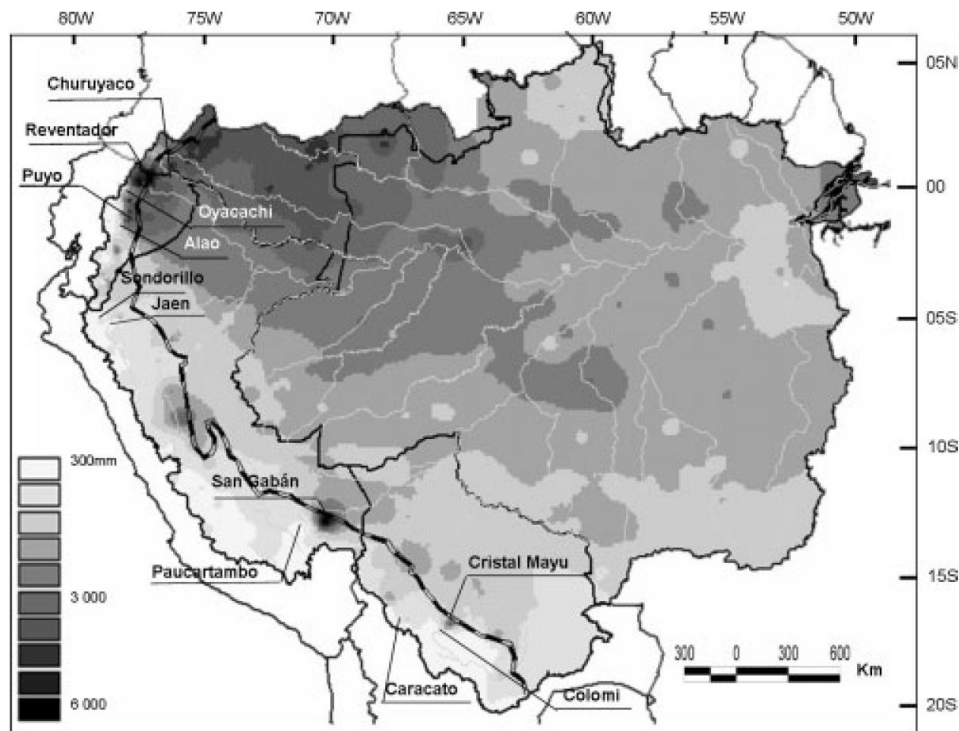 80W 75W 70W 65W 60W 55W 50W
05N
Churuyaco
Reventador
Puyo
00
Oyacachi
Alao
Sondorillo
Jaen
05S
10S
300mm
San Gabán
Paucartambo
Cristal Mayu
15S
3 000
300 0 300 600
Km
Caracato
Colomi
6 000
20S